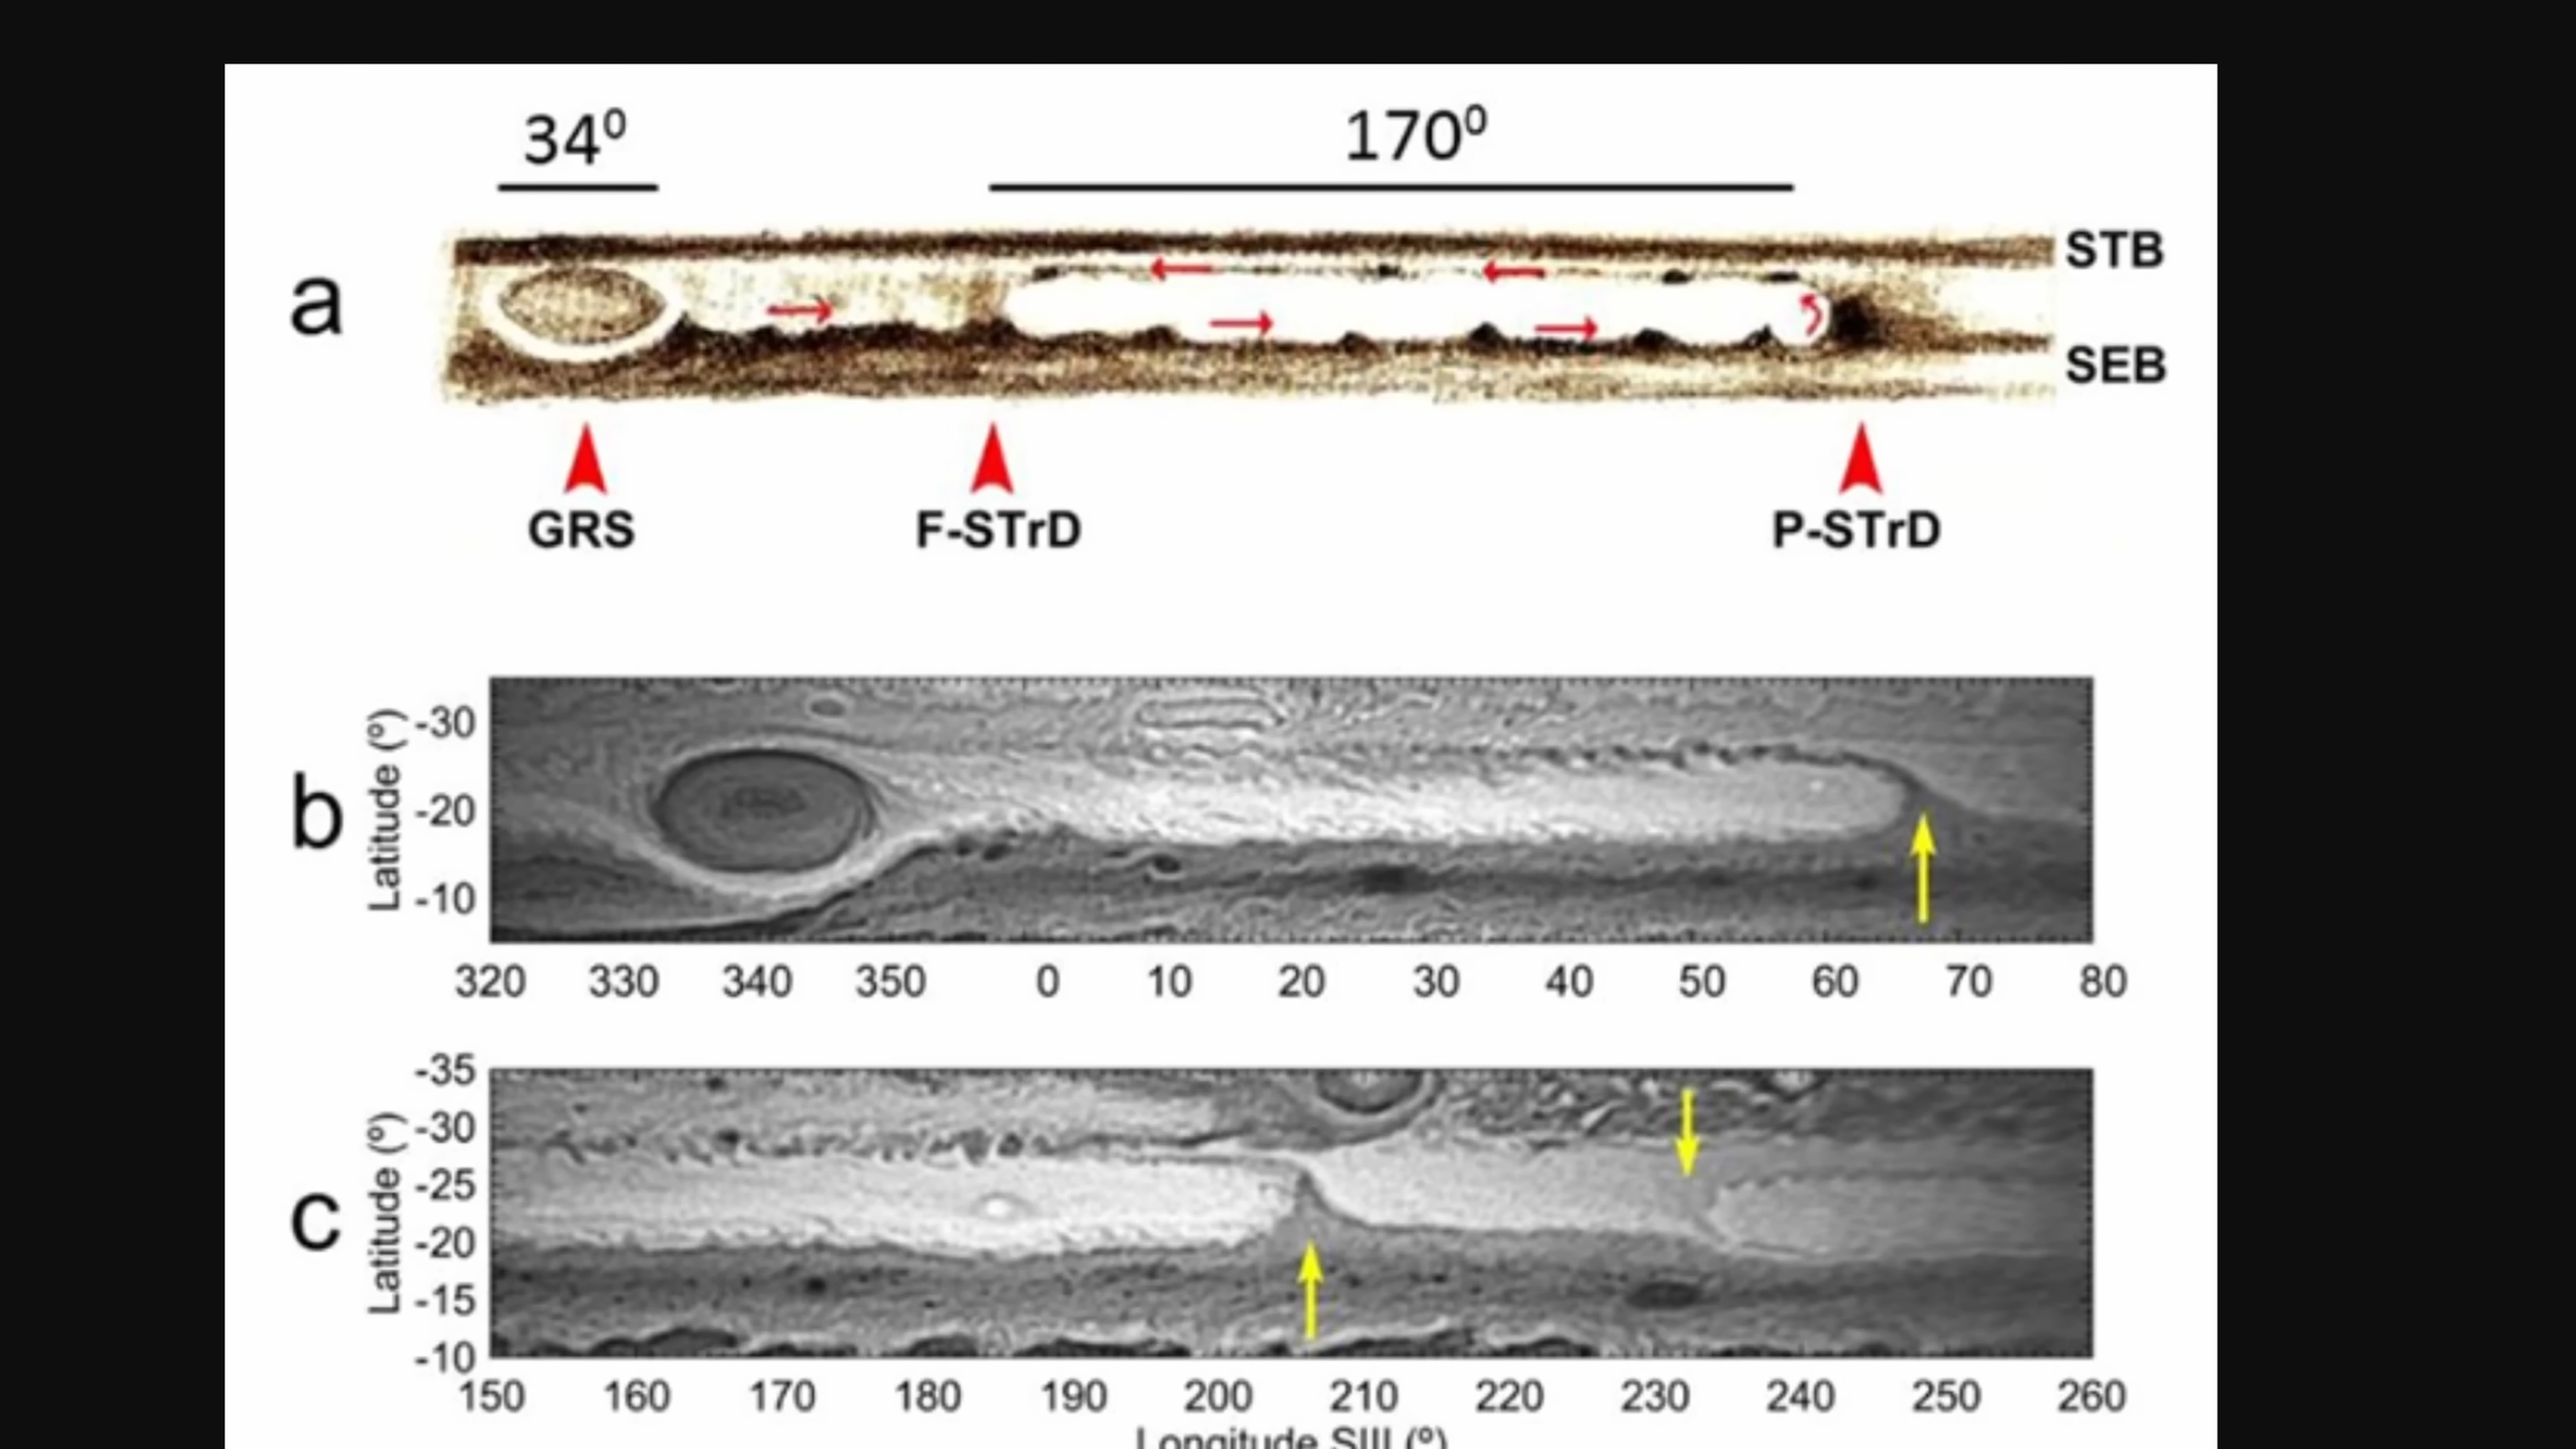 34⁰ 170⁰
a
STB
SEB
GRS F-STrD P-STrD
b
Latitude (º)
-30
-20
-10
320 330 340 350 0 10 20 30 40 50 60 70 80
c
Latitude (º)
-35
-30
-25
-20
-15
-10
150 160 170 180 190 200 210 220 230 240 250 260
Longitude SIII (º)